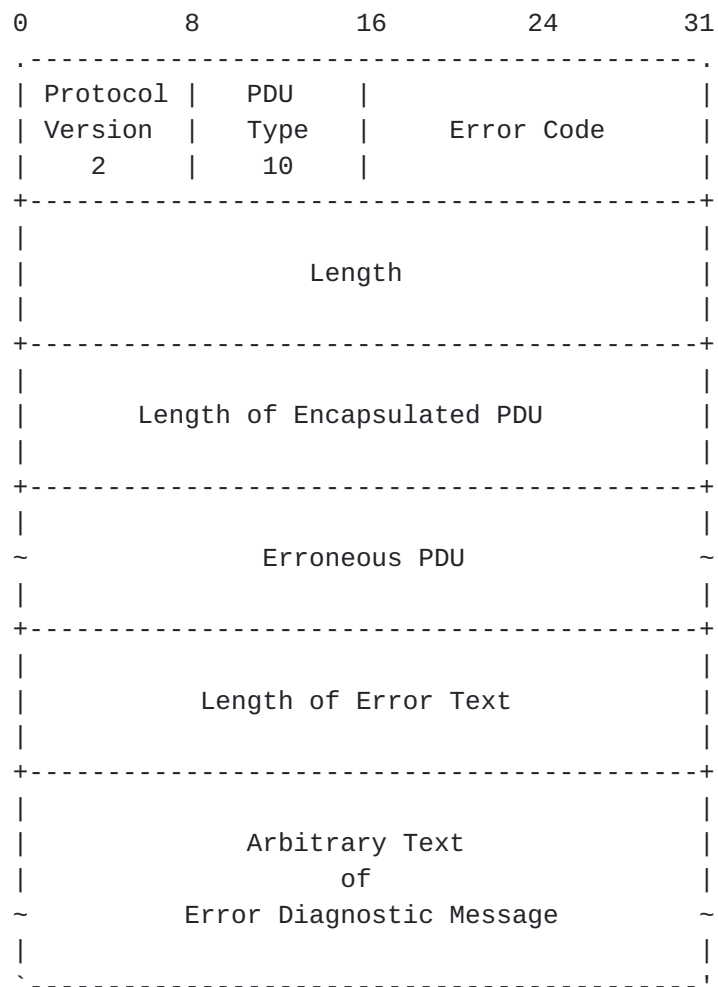 0          8          16         24        31
.-------------------------------------------.
| Protocol |   PDU    |                     |
| Version  |   Type   |     Error Code      |
|    2     |    10    |                     |
+-------------------------------------------+
|                                           |
|                  Length                   |
|                                           |
+-------------------------------------------+
|                                           |
|       Length of Encapsulated PDU          |
|                                           |
+-------------------------------------------+
|                                           |
~               Erroneous PDU               ~
|                                           |
+-------------------------------------------+
|                                           |
|           Length of Error Text            |
|                                           |
+-------------------------------------------+
|                                           |
|              Arbitrary Text               |
|                    of                     |
~          Error Diagnostic Message         ~
|                                           |
`-------------------------------------------'